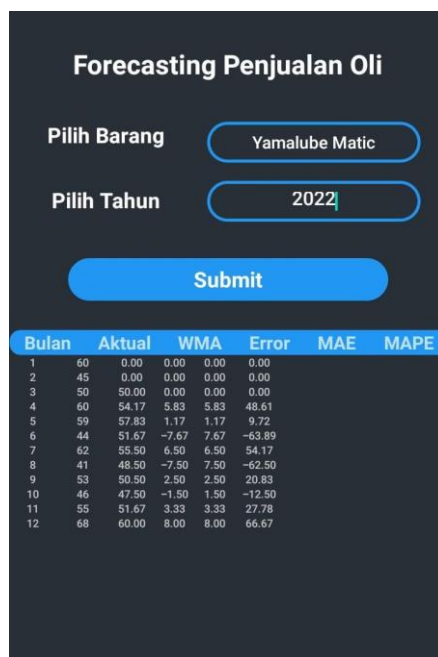 Forecasting Penjualan Oli
Pilih Barang Yamalube Matic
Pilih Tahun 2022
Submit
Bulan Aktual WMA Error MAE MAPE
1 60 0.00 0.00 0.00 0.00
2 45 0.00 0.00 0.00 0.00
3 50 50.00 0.00 0.00 0.00
4 60 54.17 5.83 5.83 48.61
5 59 57.83 1.17 1.17 9.72
6 44 51.67 −7.67 7.67 −63.89
7 62 55.50 6.50 6.50 54.17
8 41 48.50 −7.50 7.50 −62.50
9 53 50.50 2.50 2.50 20.83
10 46 47.50 −1.50 1.50 −12.50
11 55 51.67 3.33 3.33 27.78
12 68 60.00 8.00 8.00 66.67